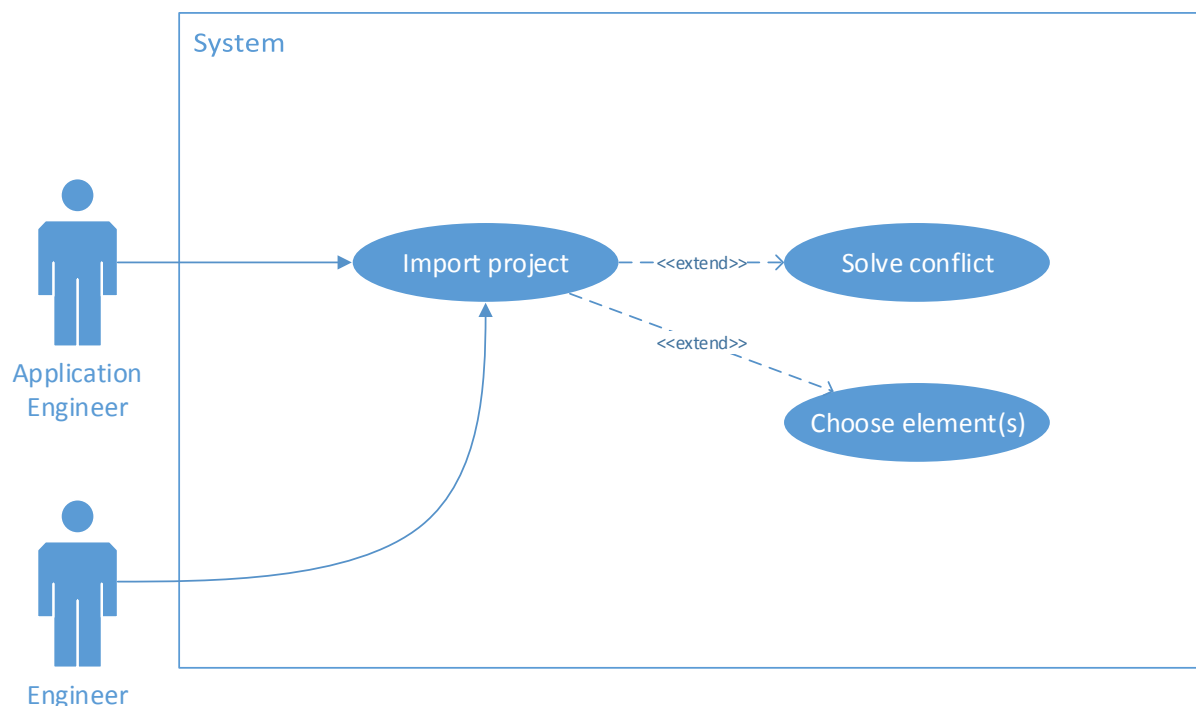 System
Import project
<<extend>>
Solve conflict
<<extend>>
Application
Engineer
Choose element(s)
Engineer